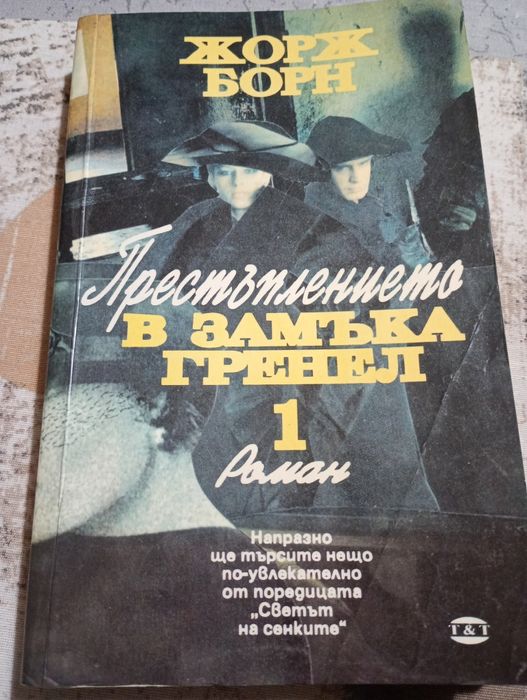 ЖОРЖ
БОРН
Престъплението
В ЗАМЪКА
ГРЕНЕЛ
1
Роман
Напразно
ще търсите нещо
по-увлекателно
от поредицата
„Светът
на сенките“
T&T